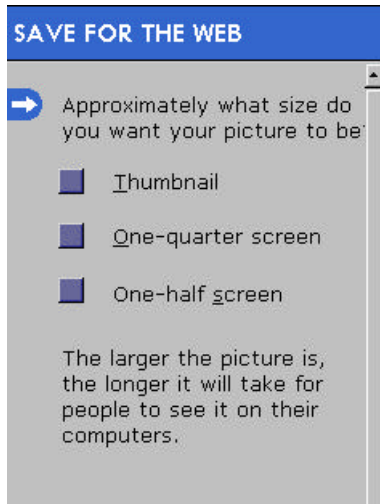 SAVE FOR THE WEB
Approximately what size do
you want your picture to be
Thumbnail
One-quarter screen
One-half screen
The larger the picture is,
the longer it will take for
people to see it on their
computers.